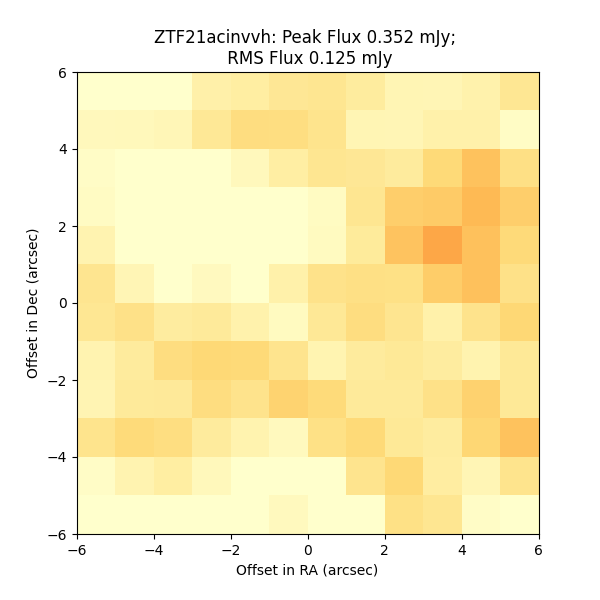 ZTF21acinvvh: Peak Flux 0.352 mJy;
RMS Flux 0.125 mJy
6
4
2
0
−2
−4
−6
Offset in Dec (arcsec)
−6 −4 −2 0 2 4 6
Offset in RA (arcsec)